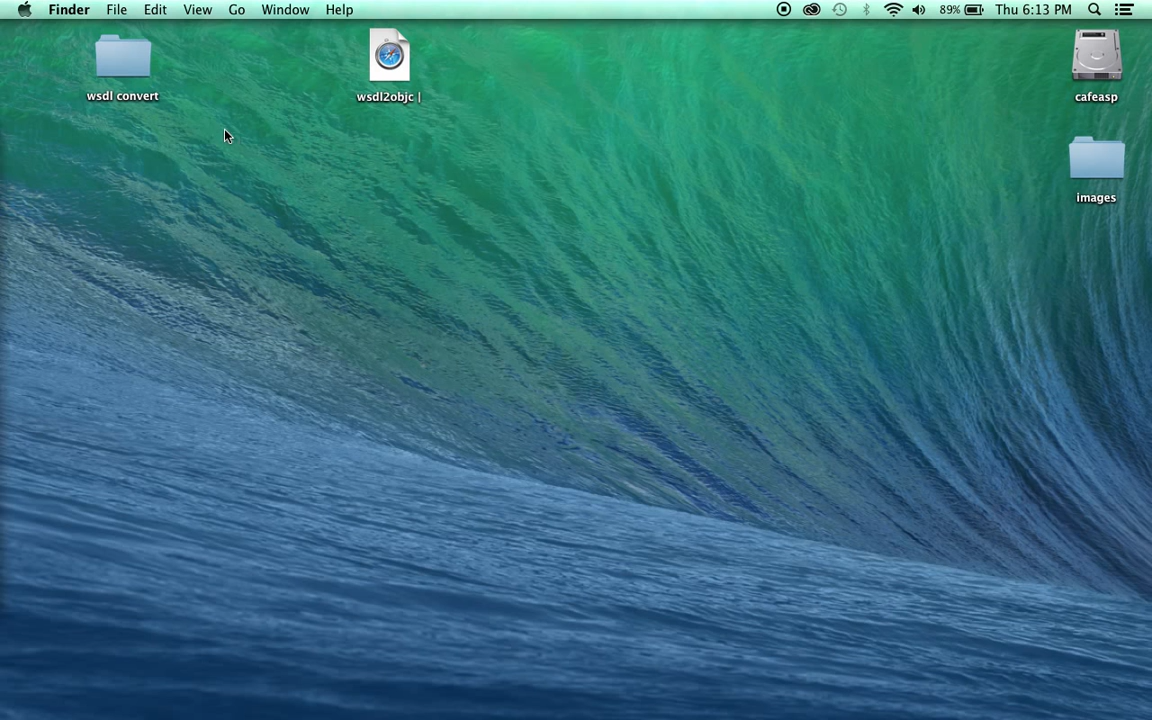 Finder File Edit View Go Window Help 89% Thu 6:13 PM
wsdl convert
wsdl2objc |
cafeasp
images